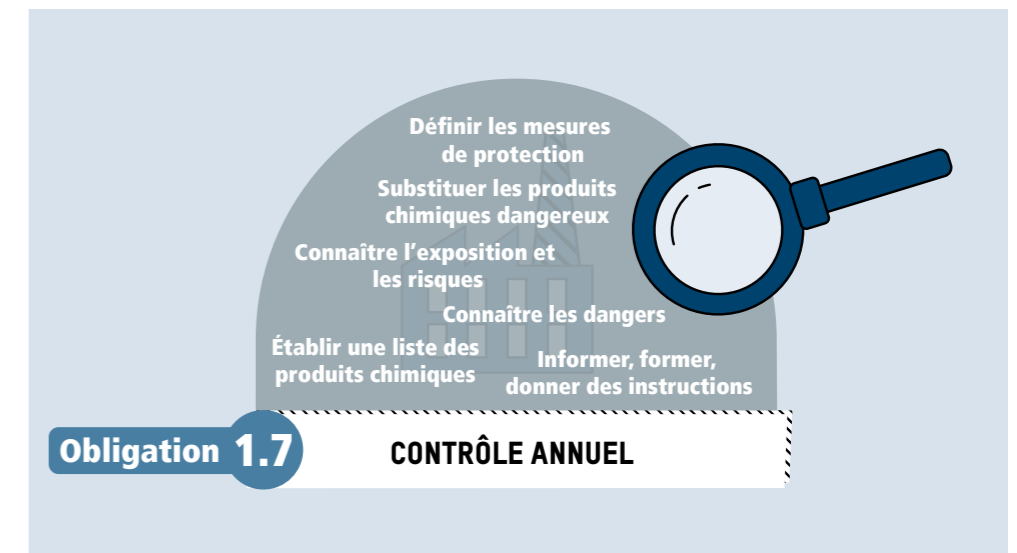 Définir les mesures
de protection
Substituer les produits
chimiques dangereux
Connaître l'exposition et
les risques
Connaître les dangers
Établir une liste des
produits chimiques
Informer, former,
donner des instructions
Obligation 1.7
CONTRÔLE ANNUEL